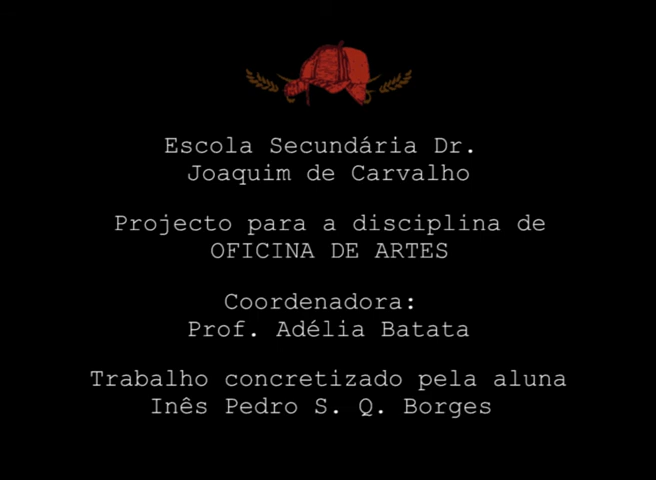 Escola Secundária Dr.
Joaquim de Carvalho
Projecto para a disciplina de
OFICINA DE ARTES
Coordenadora:
Prof. Adélia Batata
Trabalho concretizado pela aluna
Inês Pedro S. Q. Borges